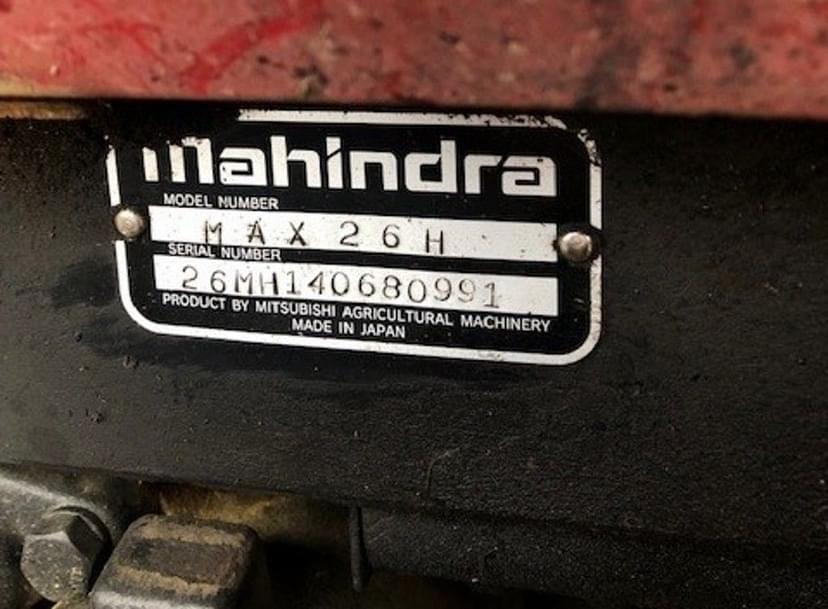 mahindra
MODEL NUMBER
MAX 26H
SERIAL NUMBER
26MH140680991
PRODUCT BY MITSUBISHI AGRICULTURAL MACHINERY
MADE IN JAPAN